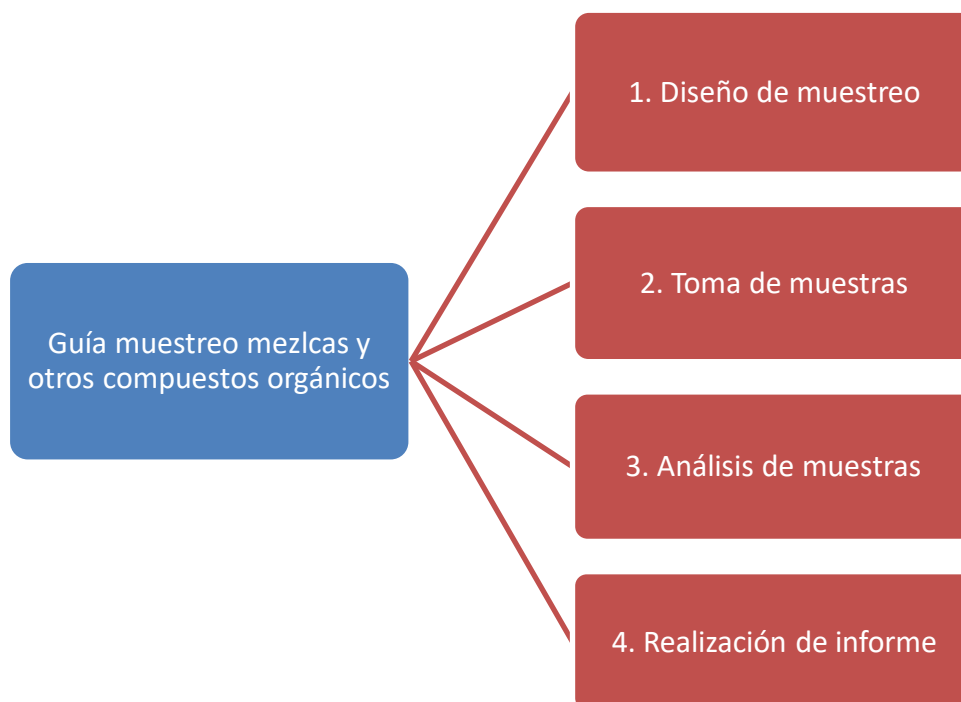 Guía muestreo mezlcas y
otros compuestos orgánicos
1. Diseño de muestreo
2. Toma de muestras
3. Análisis de muestras
4. Realización de informe